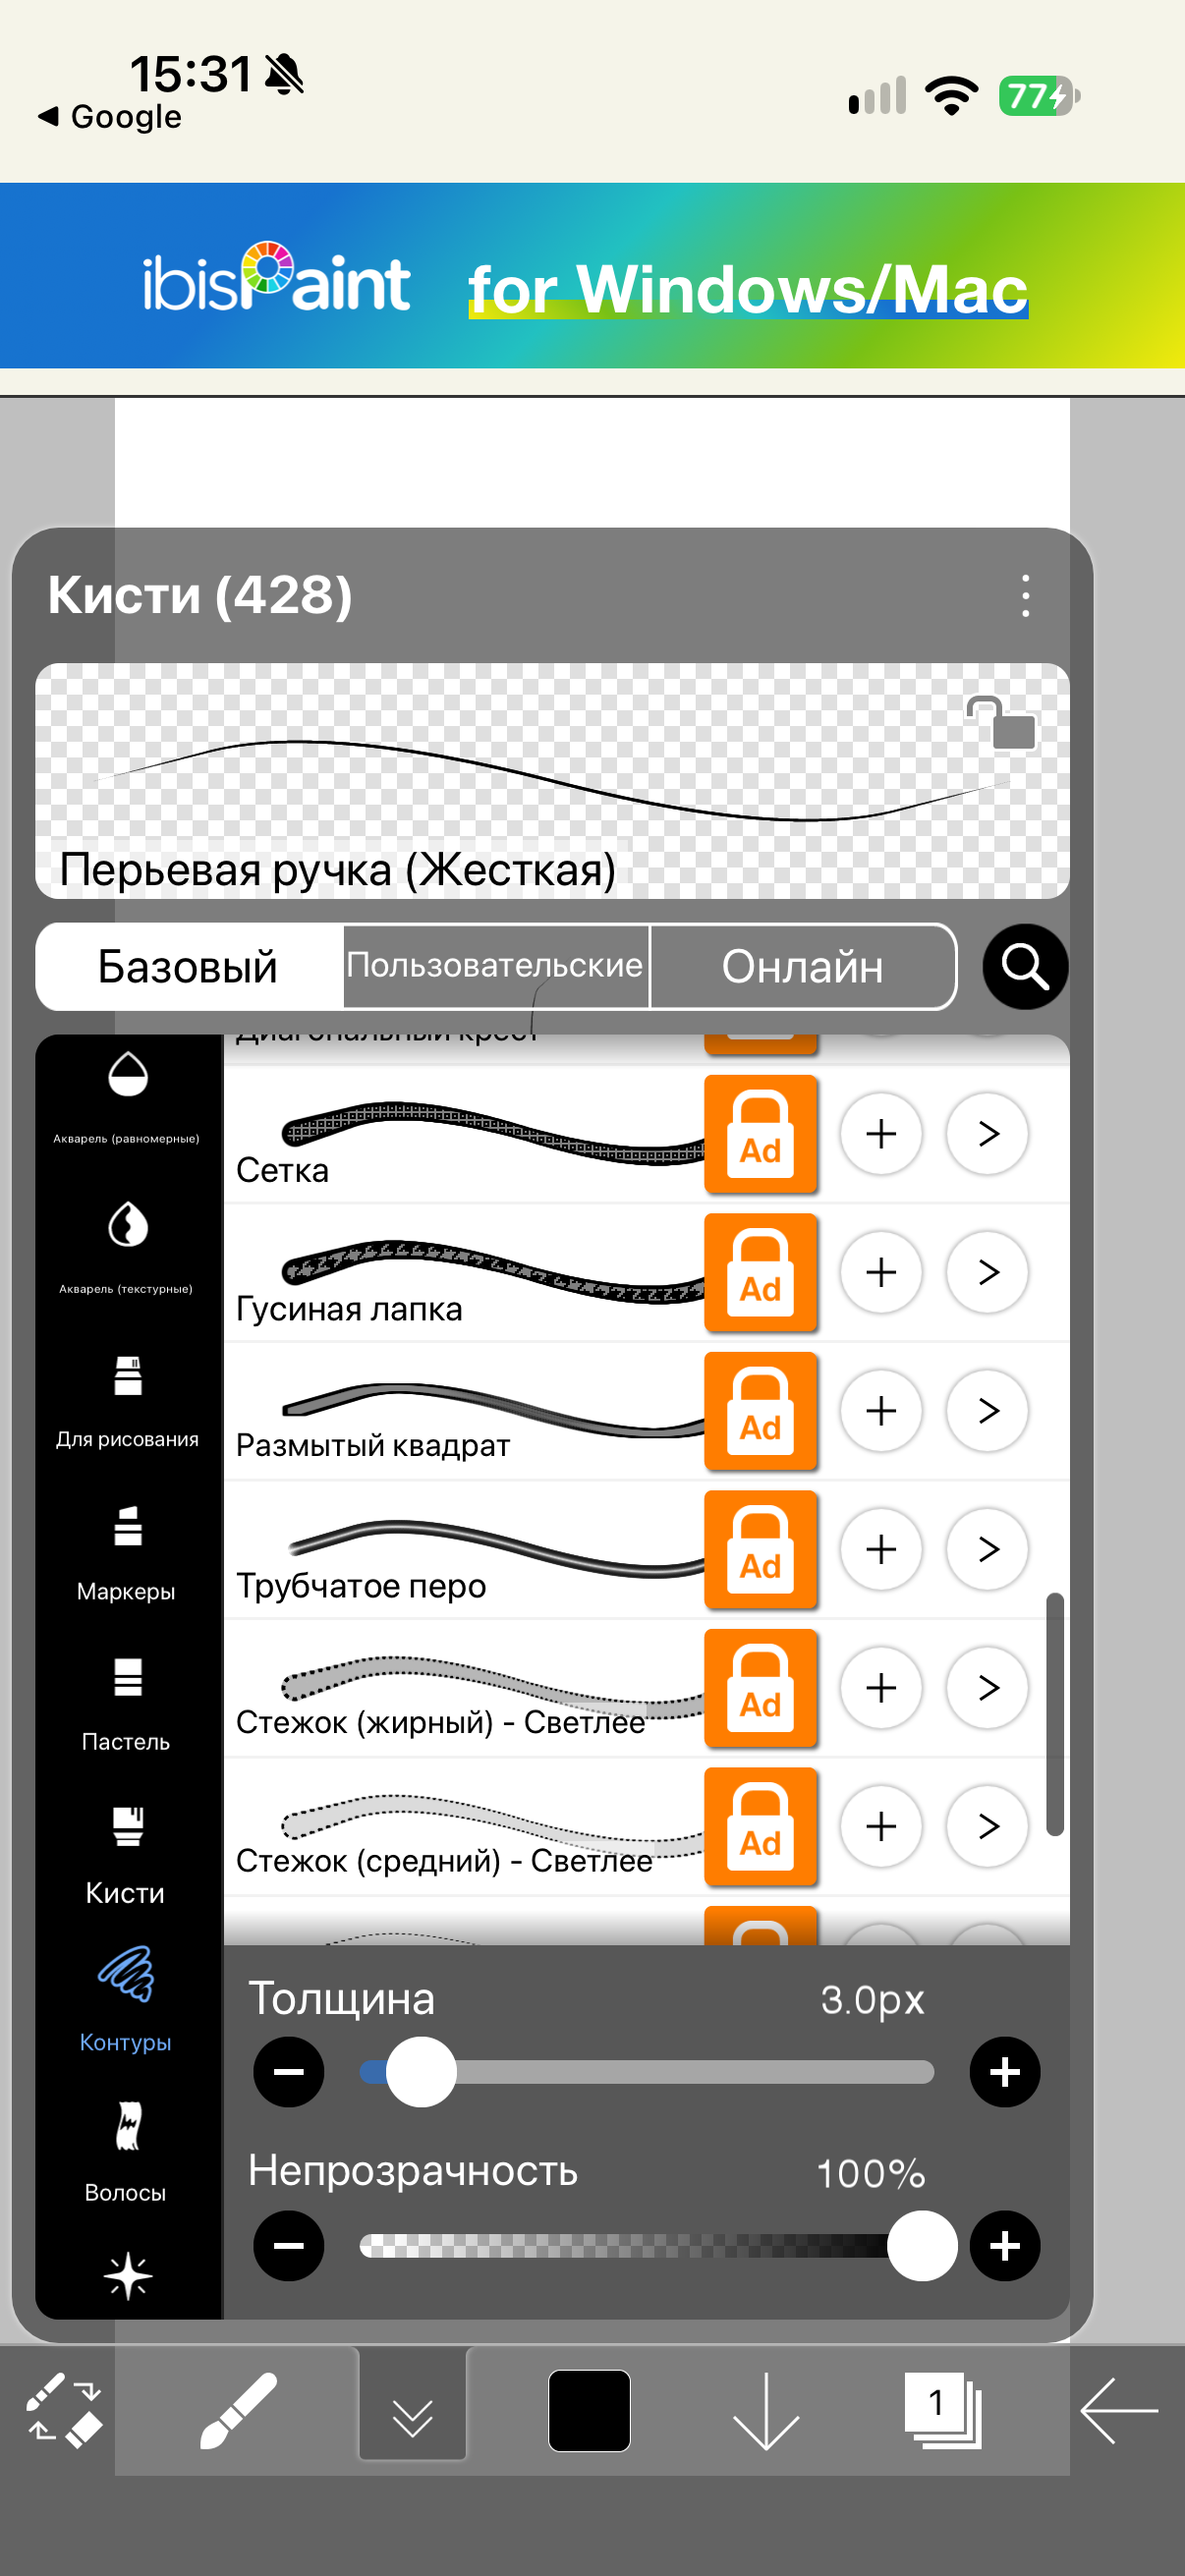 15:31
Google
ibisPaint for Windows/Mac
Кисти (428)
Перьевая ручка (Жесткая)
Базовый
Пользовательские
Онлайн
Диагональный крест
Акварель (равномерные)
Сетка
Ad
Акварель (текстурные)
Гусиная лапка
Ad
Для рисования
Размытый квадрат
Ad
Маркеры
Трубчатое перо
Ad
Пастель
Стежок (жирный) - Светлее
Ad
Кисти
Стежок (средний) - Светлее
Ad
Контуры
Волосы
Толщина
3.0px
Непрозрачность
100%
1
77